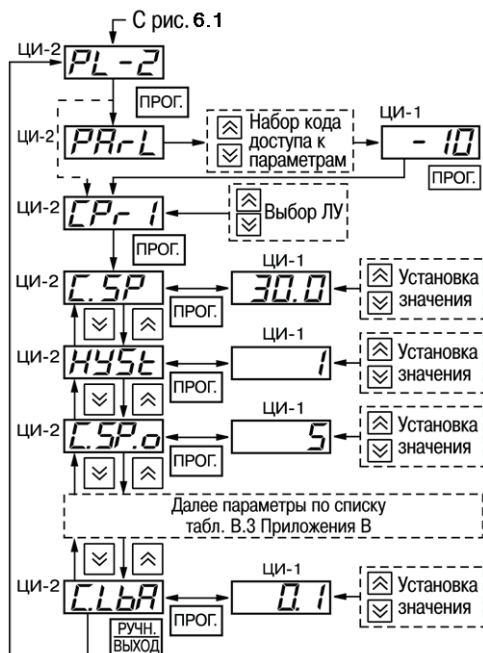 С рис. 6.1
ЦИ-2 PL-2
ПРОГ.
ЦИ-2 PArL
Набор кода
доступа к
параметрам
ЦИ-1
-10
ПРОГ.
ЦИ-2 CPr1
Выбор ЛУ
ПРОГ.
ЦИ-2 C.SP
ПРОГ.
ЦИ-1
30.0
Установка
значения
ЦИ-2 HYSt
ПРОГ.
ЦИ-1
1
Установка
значения
ЦИ-2 C.SP.o
ПРОГ.
ЦИ-1
5
Установка
значения
Далее параметры по списку
табл. В.3 Приложения В
ЦИ-2 C.LbA
ПРОГ.
ЦИ-1
0.1
Установка
значения
РУЧН.
ВЫХОД